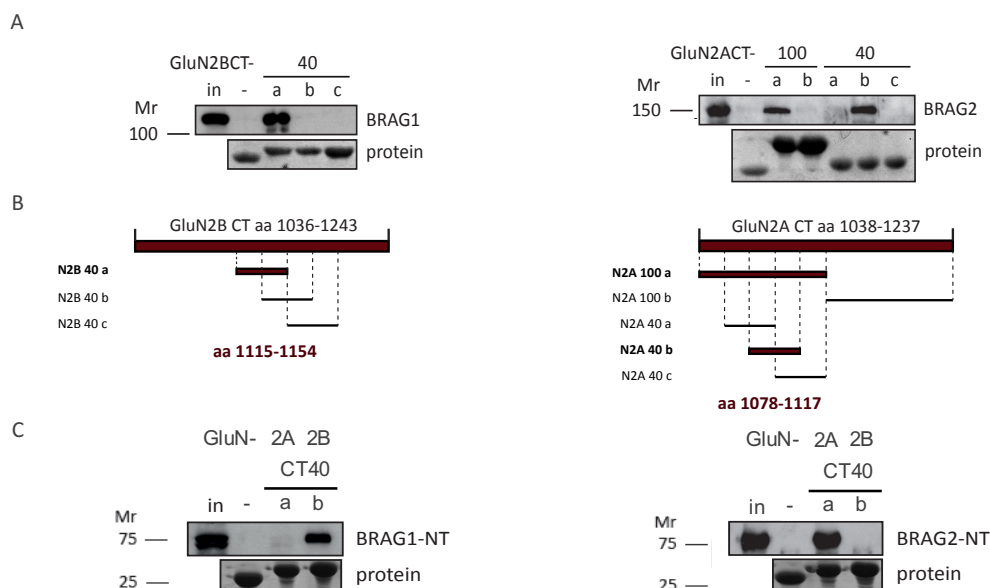 A
GluN2BCT- 40
in - a b c
Mr
100
BRAG1
protein
GluN2ACT- 100 40
in - a b a b c
Mr
150
BRAG2
protein
B
GluN2B CT aa 1036-1243
N2B 40 a
N2B 40 b
N2B 40 c
aa 1115-1154
GluN2A CT aa 1038-1237
N2A 100 a
N2A 100 b
N2A 40 a
N2A 40 b
N2A 40 c
aa 1078-1117
C
GluN- 2A 2B
CT40
in - a b
Mr
75
BRAG1-NT
25
protein
GluN- 2A 2B
CT40
in - a b
Mr
75
BRAG2-NT
25
protein